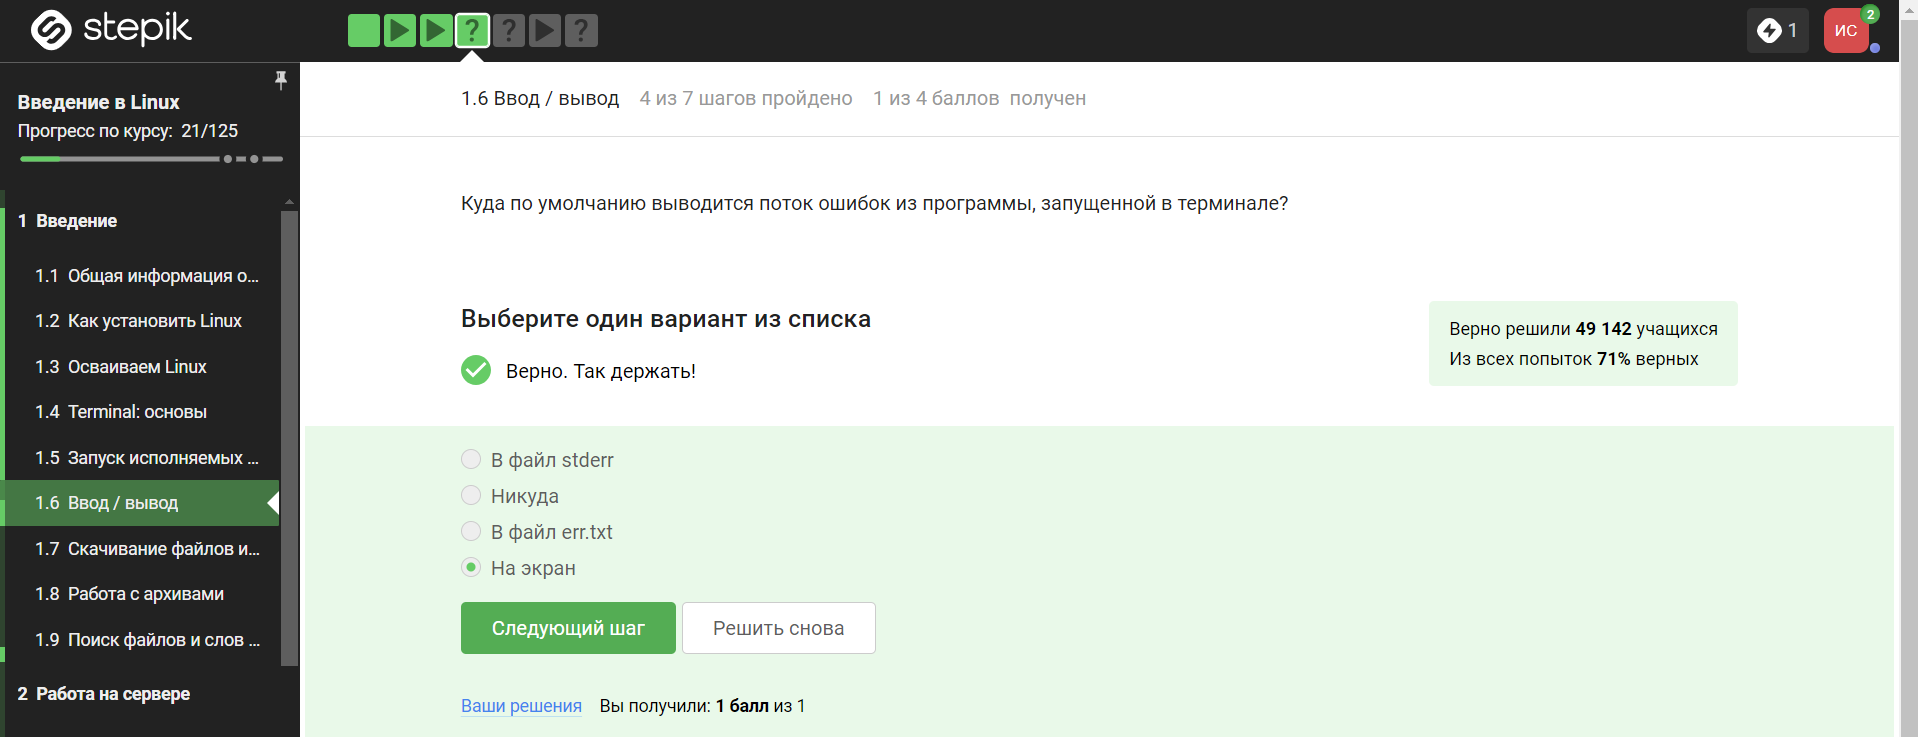 stepik
? ? ?
1
ИС
2
Введение в Linux
Прогресс по курсу: 21/125
1 Введение
1.1 Общая информация о...
1.2 Как установить Linux
1.3 Осваиваем Linux
1.4 Terminal: основы
1.5 Запуск исполняемых ...
1.6 Ввод / вывод
1.7 Скачивание файлов и...
1.8 Работа с архивами
1.9 Поиск файлов и слов ...
2 Работа на сервере
1.6 Ввод / вывод 4 из 7 шагов пройдено 1 из 4 баллов получен
Куда по умолчанию выводится поток ошибок из программы, запущенной в терминале?
Выберите один вариант из списка
Верно. Так держать!
Верно решили 49 142 учащихся
Из всех попыток 71% верных
В файл stderr
Никуда
В файл err.txt
На экран
Следующий шаг Решить снова
Ваши решения Вы получили: 1 балл из 1